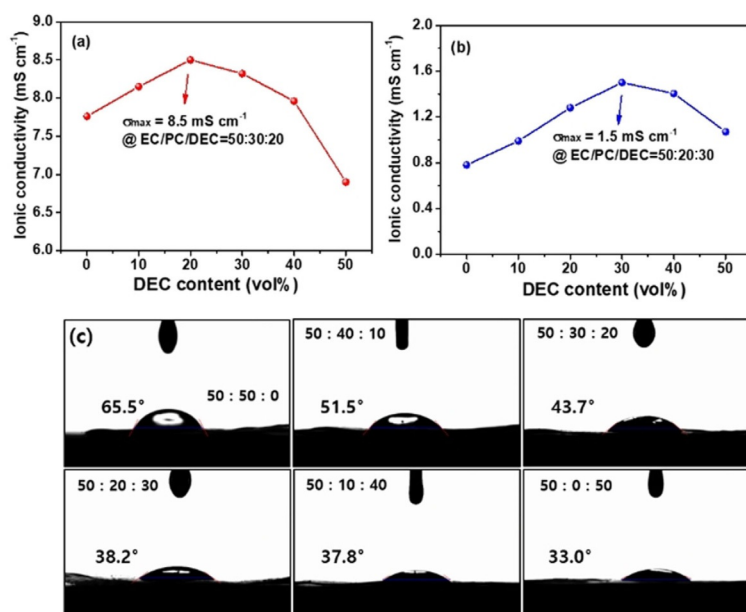 (a)
Ionic conductivity (mS cm⁻¹)
9.0
8.5
8.0
7.5
7.0
6.5
6.0
σmax = 8.5 mS cm⁻¹
@ EC/PC/DEC=50:30:20
0 10 20 30 40 50
DEC content (vol%)
(b)
Ionic conductivity (mS cm⁻¹)
2.0
1.6
1.2
0.8
0.4
0.0
σmax = 1.5 mS cm⁻¹
@ EC/PC/DEC=50:20:30
0 10 20 30 40 50
DEC content (vol%)
(c)
65.5°
50 : 50 : 0
50 : 40 : 10
51.5°
50 : 30 : 20
43.7°
50 : 20 : 30
38.2°
50 : 10 : 40
37.8°
50 : 0 : 50
33.0°